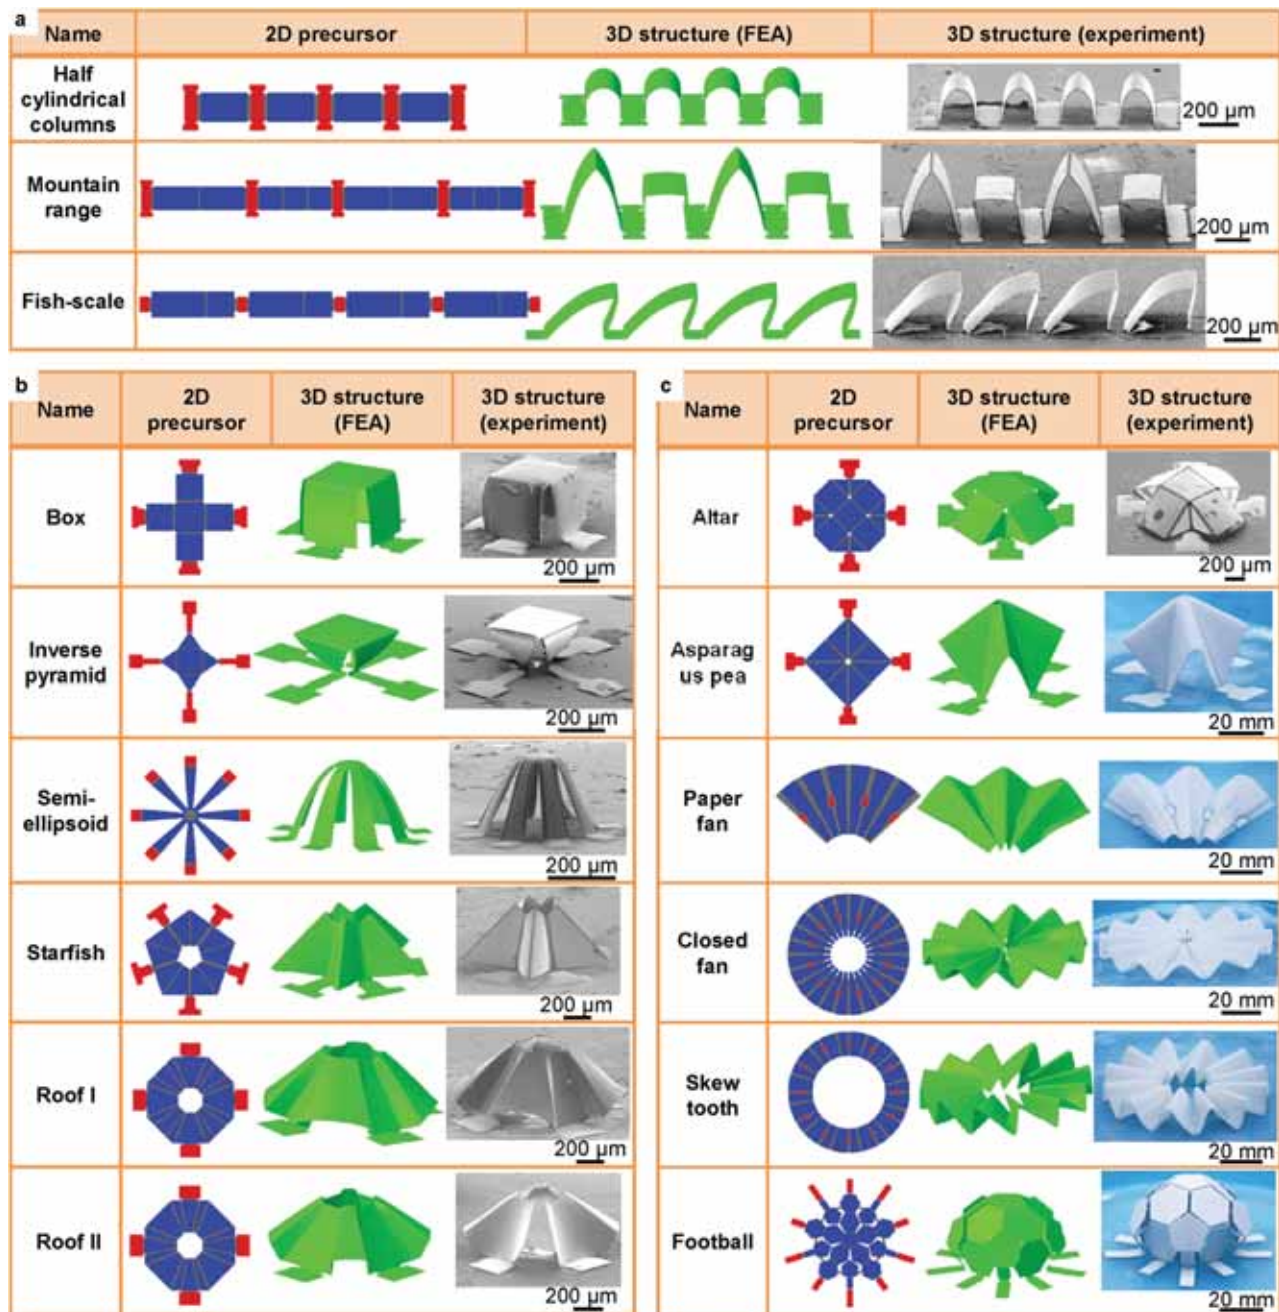 a
Name
2D precursor
3D structure (FEA)
3D structure (experiment)
Half
cylindrical
columns
200 µm
Mountain
range
200 µm
Fish-scale
200 µm
b
Name
2D
precursor
3D structure
(FEA)
3D structure
(experiment)
Box
200 µm
Inverse
pyramid
200 µm
Semi-
ellipsoid
200 µm
Starfish
200 µm
Roof I
200 µm
Roof II
200 µm
c
Name
2D
precursor
3D structure
(FEA)
3D structure
(experiment)
Altar
200 µm
Asparag
us pea
20 mm
Paper
fan
20 mm
Closed
fan
20 mm
Skew
tooth
20 mm
Football
20 mm